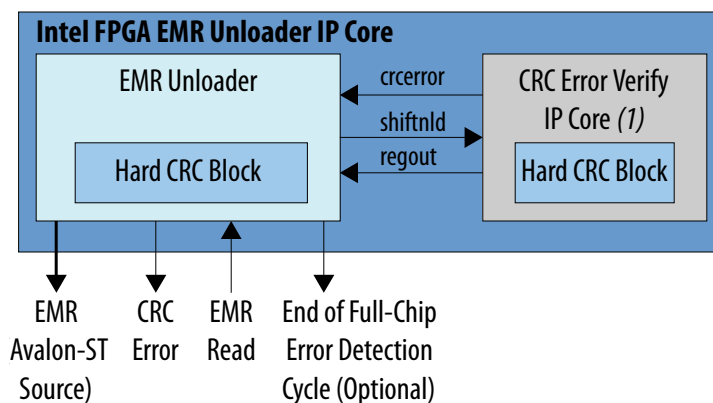 Intel FPGA EMR Unloader IP Core
EMR Unloader
Hard CRC Block
crcerror
shiftnld
regout
CRC Error Verify
IP Core (1)
Hard CRC Block
EMR
Avalon-ST
Source)
CRC
Error
EMR
Read
End of Full-Chip
Error Detection
Cycle (Optional)